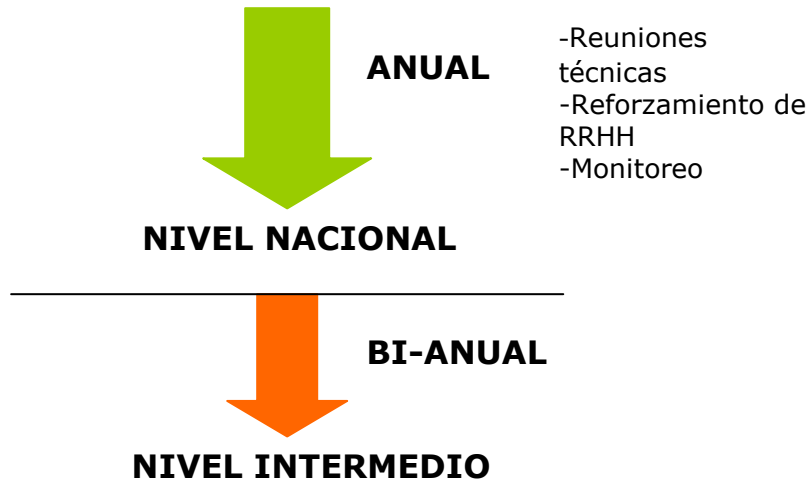 ANUAL
-Reuniones
técnicas
-Reforzamiento de
RRHH
-Monitoreo
NIVEL NACIONAL
BI-ANUAL
NIVEL INTERMEDIO